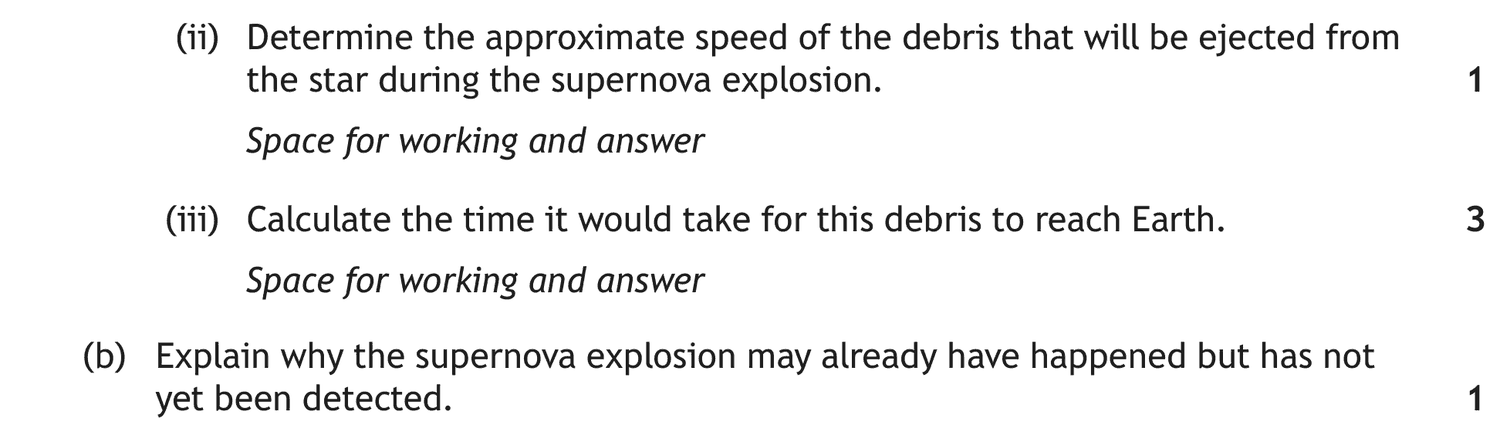 (ii) Determine the approximate speed of the debris that will be ejected from
the star during the supernova explosion. 1
Space for working and answer
(iii) Calculate the time it would take for this debris to reach Earth. 3
Space for working and answer
(b) Explain why the supernova explosion may already have happened but has not
yet been detected. 1